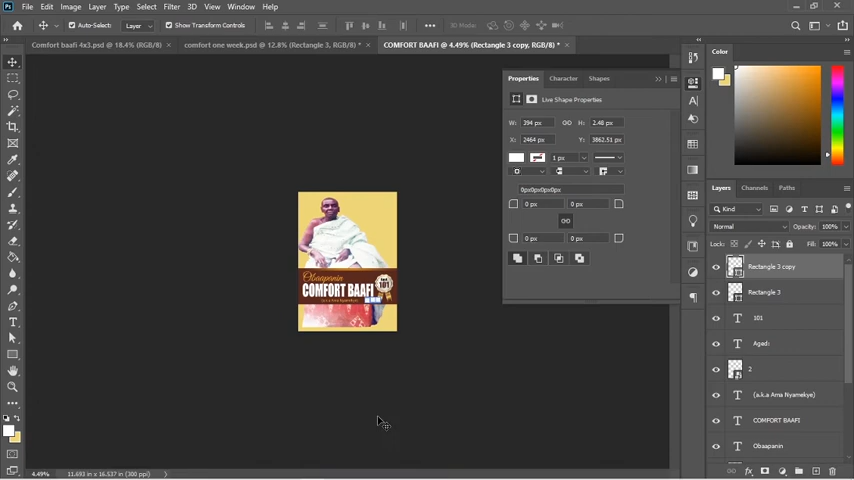 File Edit Image Layer Type Select Filter 3D View Window Help
Auto-Select: Layer Show Transform Controls 3D Mode:
Comfort baafi 4x3.psd @ 18.4% (RGB/8) × comfort one week.psd @ 12.8% (Rectangle 3, RGB/8) * × COMFORT BAAFI @ 4.49% (Rectangle 3 copy, RGB/8) * ×
Color
Properties Character Shapes
Live Shape Properties
W: 394 px H: 2.48 px
X: 2464 px Y: 3862.51 px
1 px
0px0px0px0px
0 px 0 px
0 px 0 px
Layers Channels Paths
Kind
Normal Opacity: 100%
Lock: Fill: 100%
Rectangle 3 copy
Rectangle 3
101
Aged:
2
(a.k.a Ama Nyamekye)
COMFORT BAAFI
Obaapanin
Obaapanin
COMFORT BAAFI
101
(a.k.a Ama Nyamekye)
4.49% 11.693 in x 16.537 in (300 ppi)